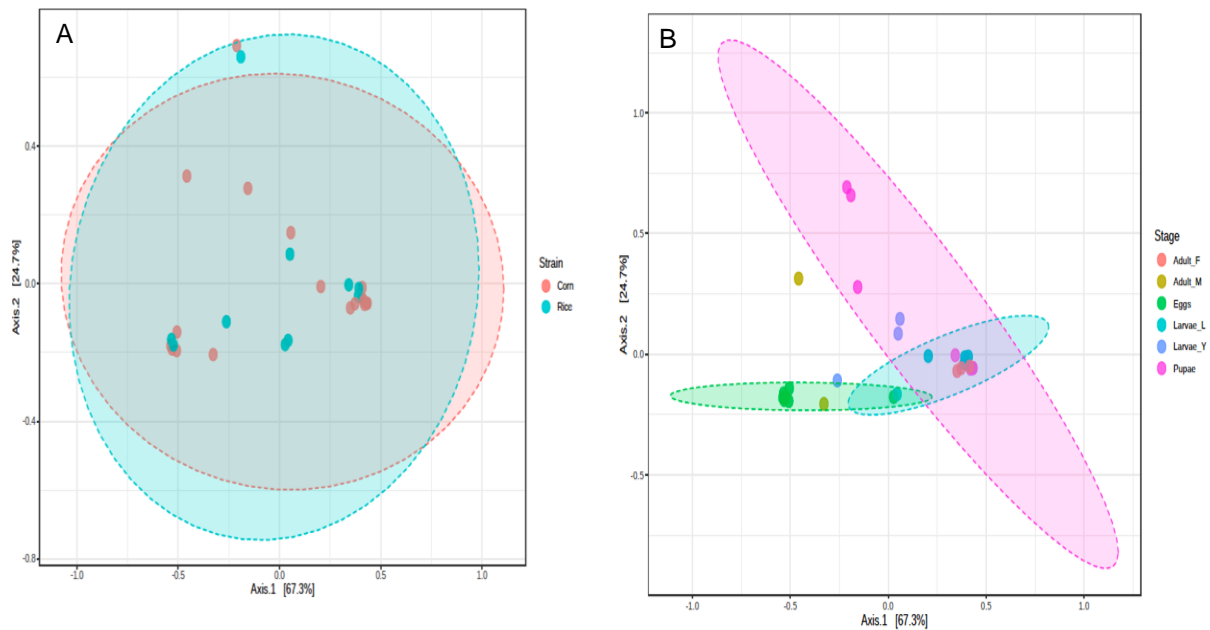 A
0.4
0.0
-0.4
-0.8
Axis.2 [24.7%]
-1.0 -0.5 0.0 0.5 1.0
Axis.1 [67.3%]
Strain
Corn
Rice
B
1.0
0.5
0.0
-0.5
Axis.2 [24.7%]
-1.0 -0.5 0.0 0.5 1.0
Axis.1 [67.3%]
Stage
Adult_F
Adult_M
Eggs
Larvae_L
Larvae_Y
Pupae